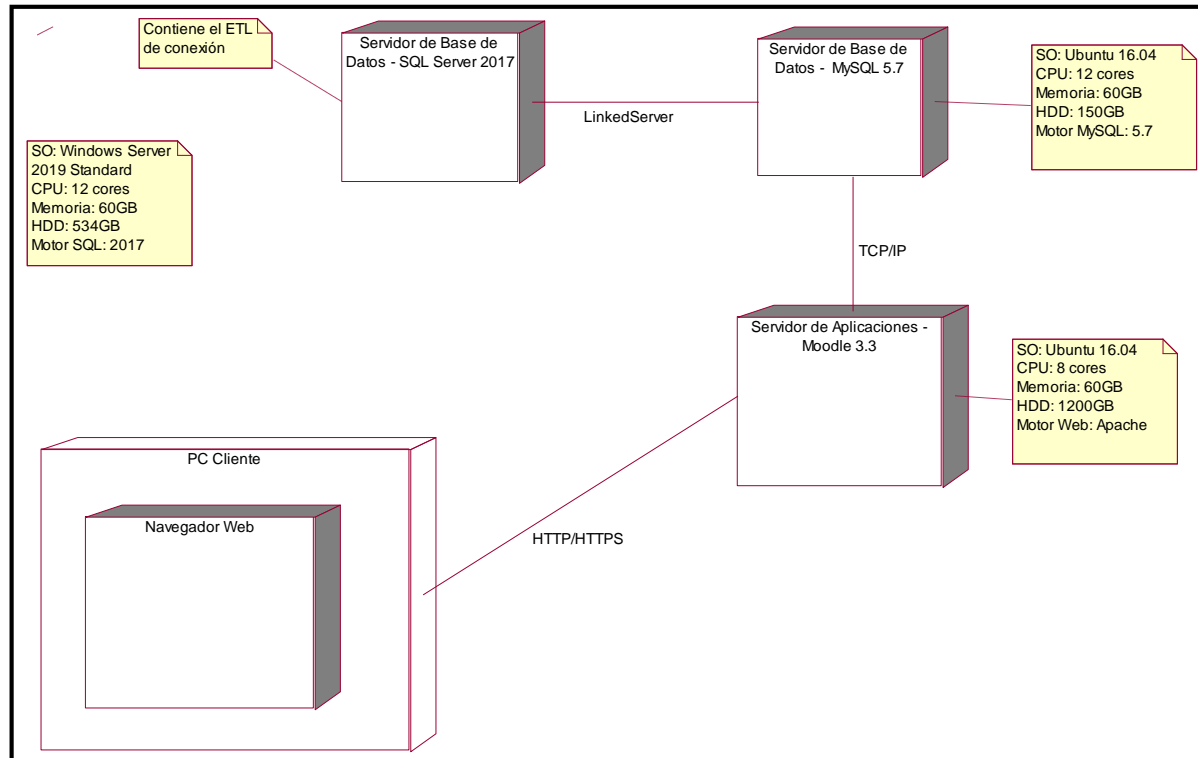 Contiene el ETL
de conexión
Servidor de Base de
Datos - SQL Server 2017
Servidor de Base de
Datos - MySQL 5.7
SO: Ubuntu 16.04
CPU: 12 cores
Memoria: 60GB
HDD: 150GB
Motor MySQL: 5.7
LinkedServer
SO: Windows Server
2019 Standard
CPU: 12 cores
Memoria: 60GB
HDD: 534GB
Motor SQL: 2017
TCP/IP
Servidor de Aplicaciones -
Moodle 3.3
SO: Ubuntu 16.04
CPU: 8 cores
Memoria: 60GB
HDD: 1200GB
Motor Web: Apache
PC Cliente
Navegador Web
HTTP/HTTPS